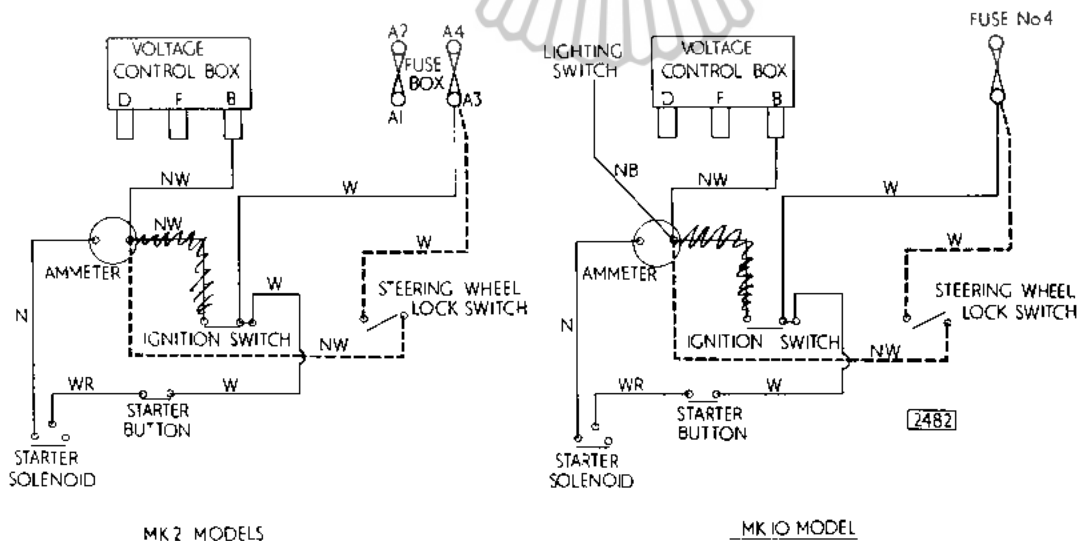 VOLTAGE
CONTROL BOX
D F B
A2 A4
FUSE
BOX
A1 A3
NW
W
NW
W
AMMETER
W
STEERING WHEEL
LOCK SWITCH
N
IGNITION SWITCH
NW
WR
W
STARTER
BUTTON
STARTER
SOLENOID
MK 2 MODELS
FUSE No 4
LIGHTING
SWITCH
VOLTAGE
CONTROL BOX
D F B
NB
NW
W
W
AMMETER
STEERING WHEEL
LOCK SWITCH
N
IGNITION SWITCH
NW
WR
W
STARTER
BUTTON
2482
STARTER
SOLENOID
MK 10 MODEL